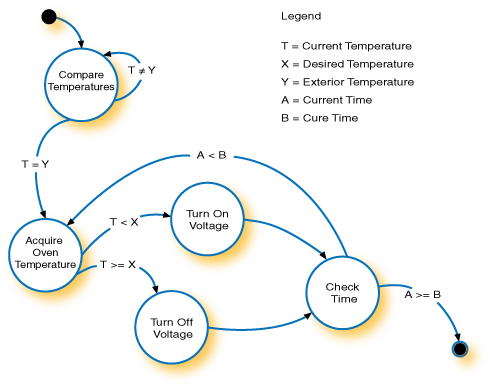 Legend
T = Current Temperature
X = Desired Temperature
Y = Exterior Temperature
A = Current Time
B = Cure Time
Compare
Temperatures
T ≠ Y
T = Y
A < B
Acquire
Oven
Temperature
T < X
Turn On
Voltage
T >= X
Turn Off
Voltage
Check
Time
A >= B